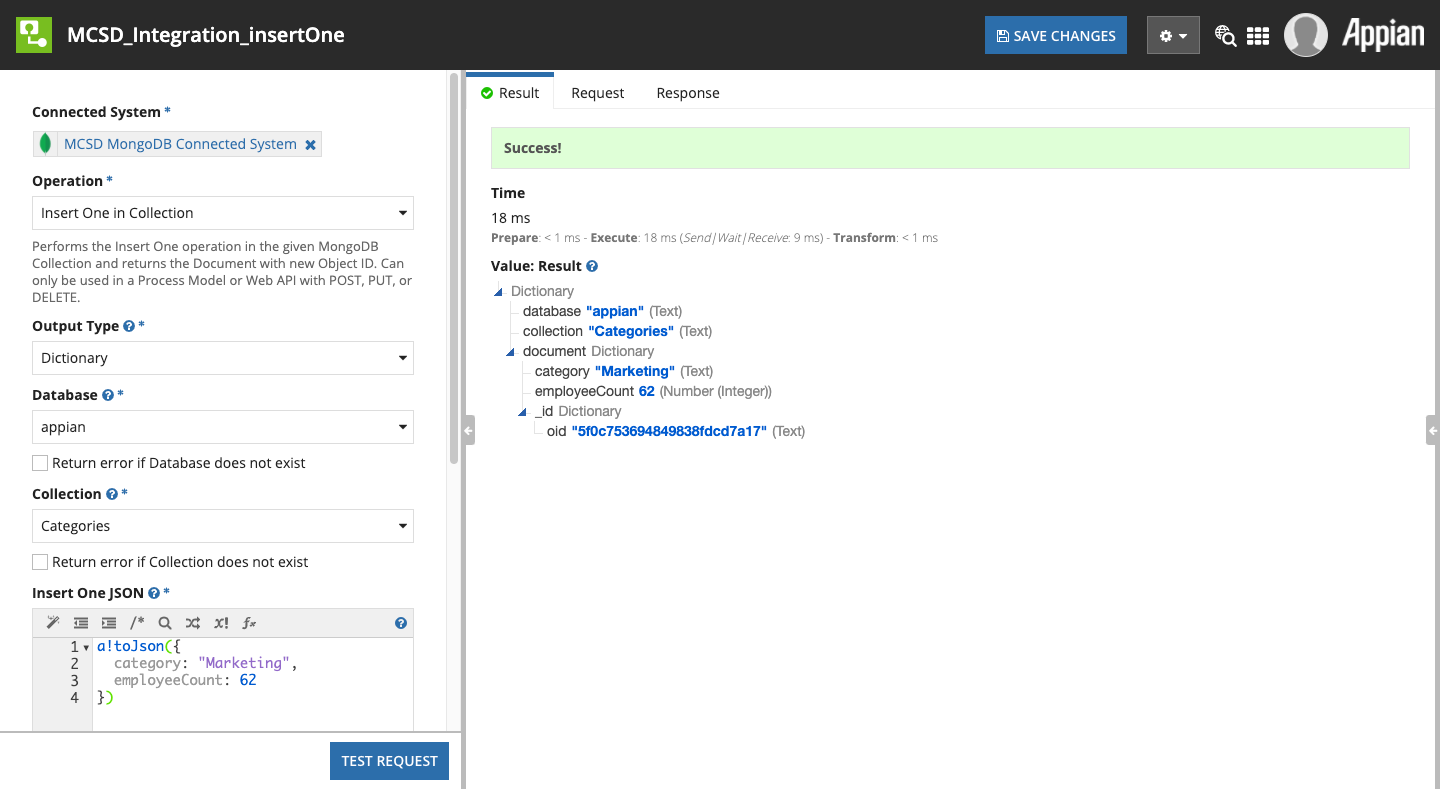 MCSD_Integration_insertOne
SAVE CHANGES
Appian
Connected System *
MCSD MongoDB Connected System
Operation *
Insert One in Collection
Performs the Insert One operation in the given MongoDB
Collection and returns the Document with new Object ID. Can
only be used in a Process Model or Web API with POST, PUT, or
DELETE.
Output Type ? *
Dictionary
Database ? *
appian
Return error if Database does not exist
Collection ? *
Categories
Return error if Collection does not exist
Insert One JSON ? *
/* x! fx ?
1 a!toJson({
2 category: "Marketing",
3 employeeCount: 62
4 })
TEST REQUEST
Result Request Response
Success!
Time
18 ms
Prepare: < 1 ms - Execute: 18 ms (Send|Wait|Receive: 9 ms) - Transform: < 1 ms
Value: Result ?
Dictionary
database "appian" (Text)
collection "Categories" (Text)
document Dictionary
category "Marketing" (Text)
employeeCount 62 (Number (Integer))
_id Dictionary
oid "5f0c753694849838fdcd7a17" (Text)